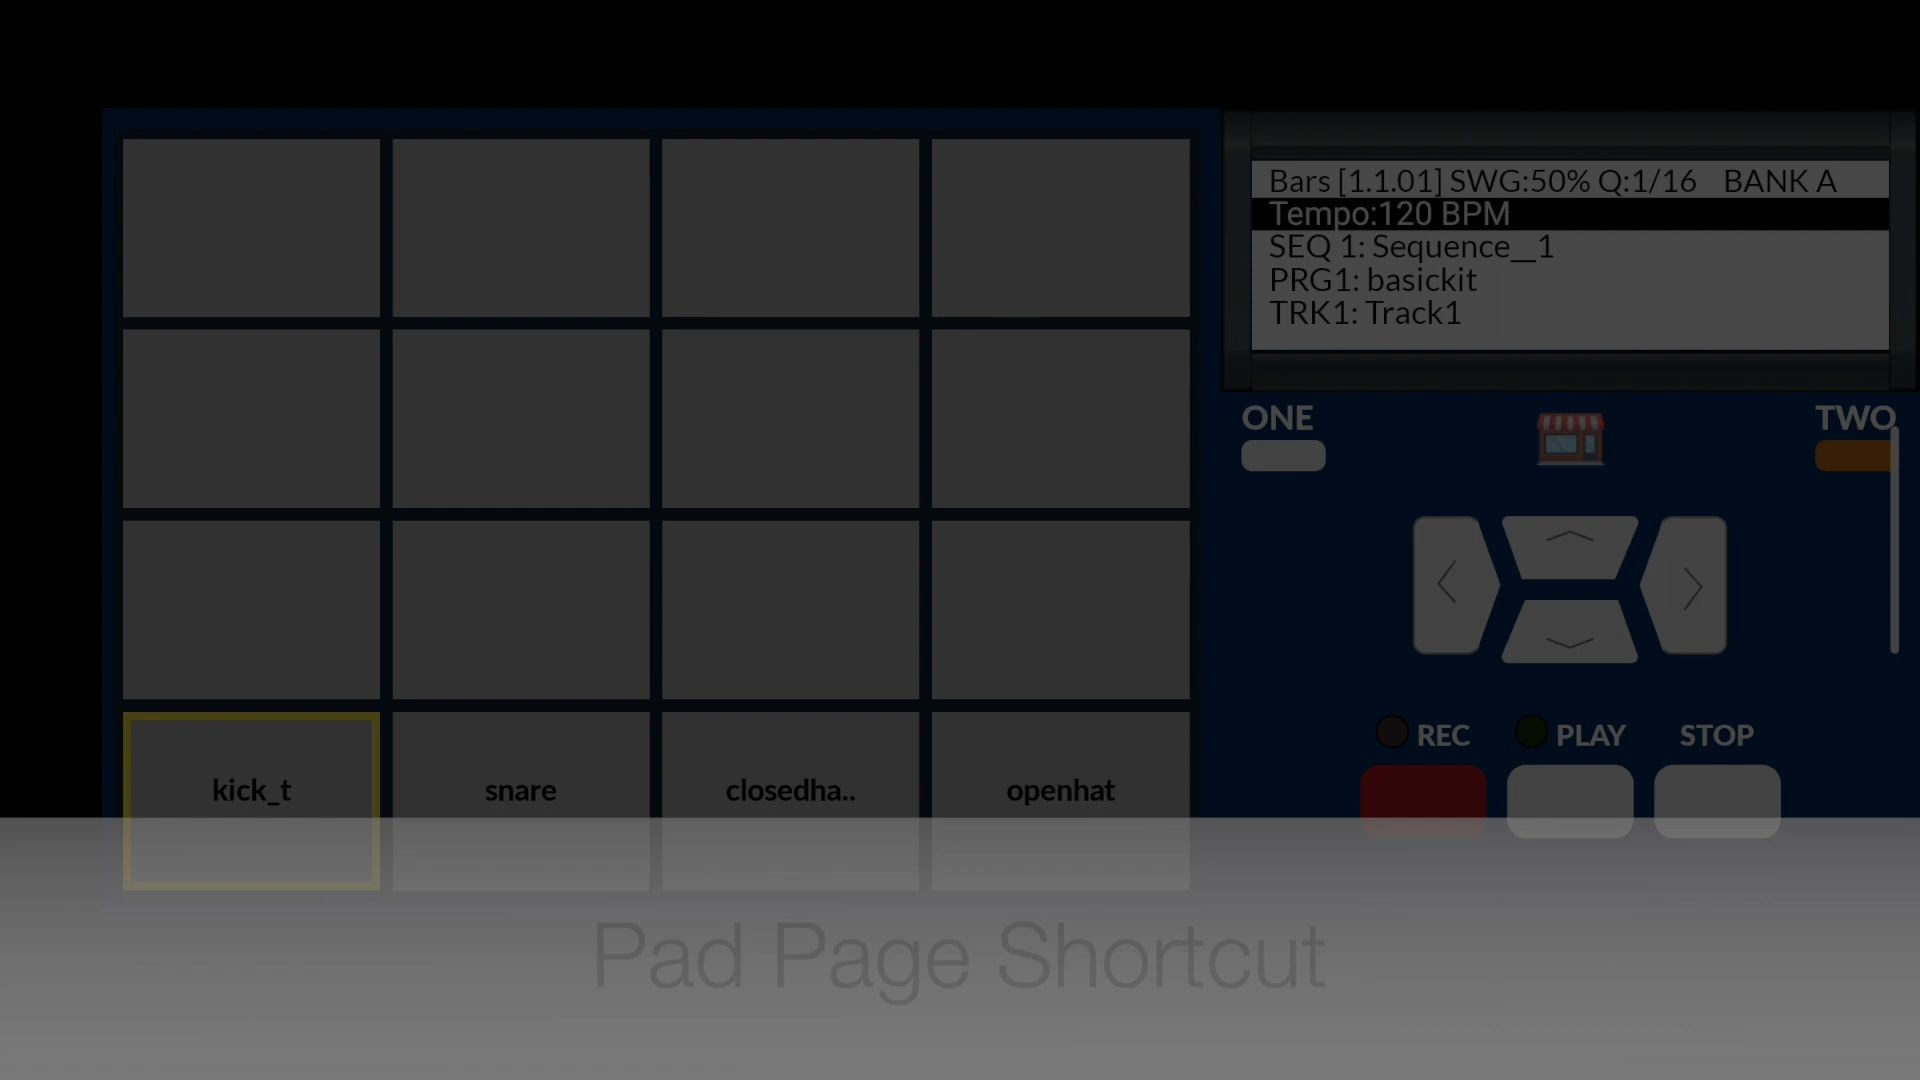 Bars [1.1.01] SWG:50% Q:1/16 BANK A
Tempo:120 BPM
SEQ 1: Sequence__1
PRG1: basickit
TRK1: Track1
ONE
TWO
REC
PLAY
STOP
kick_t
snare
closedha..
openhat
Pad Page Shortcut